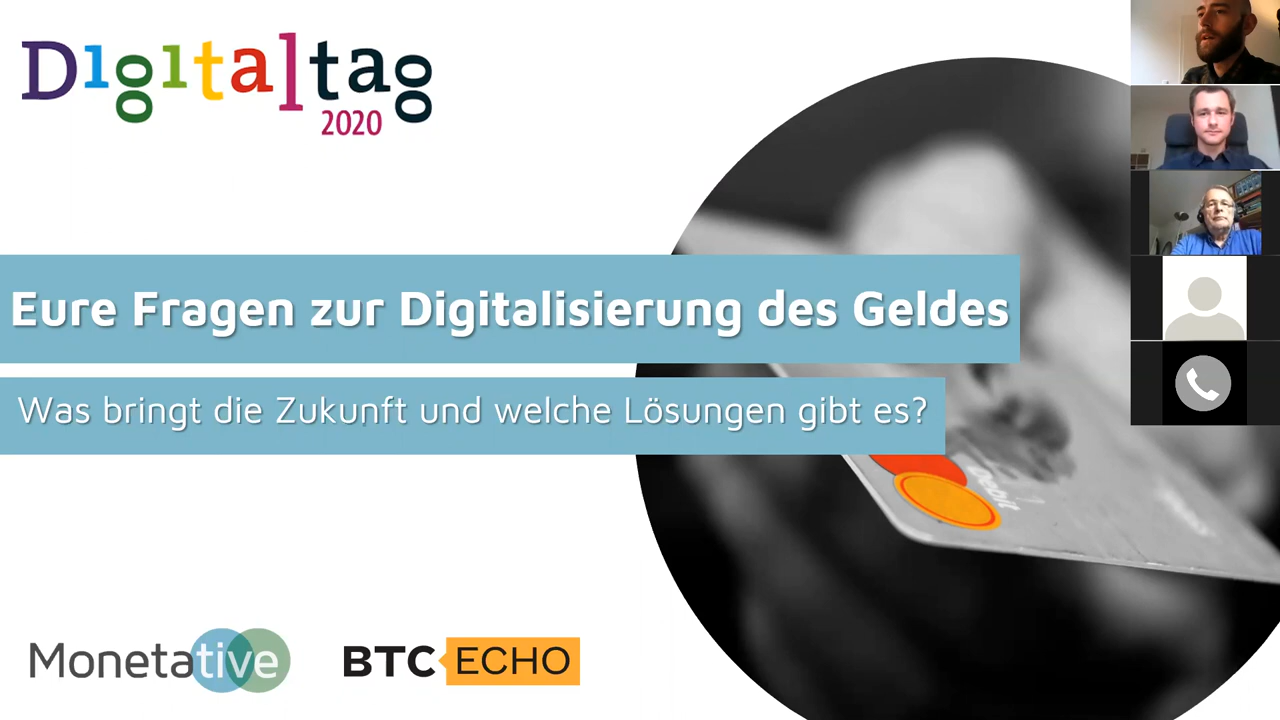 Digitaltag
2020
Eure Fragen zur Digitalisierung des Geldes
Was bringt die Zukunft und welche Lösungen gibt es?
Debit
Monetative
BTC ECHO